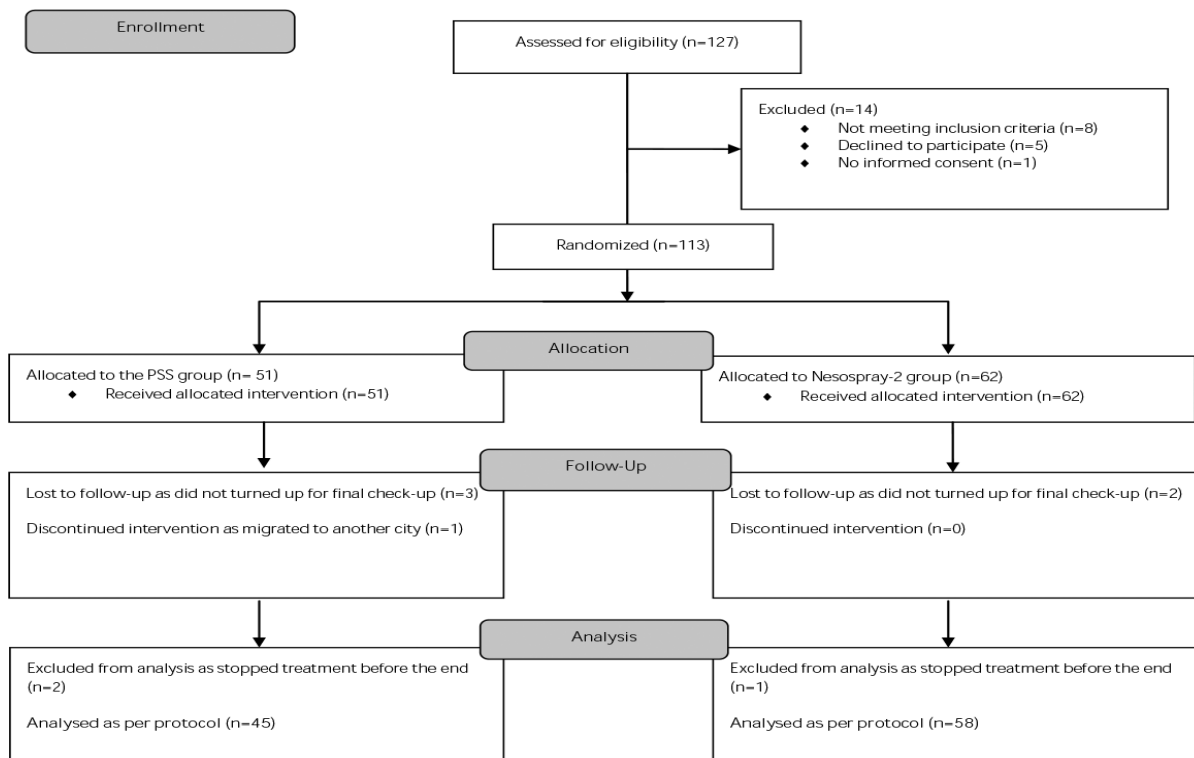 Enrollment
Assessed for eligibility (n=127)
Excluded (n=14)
◆ Not meeting inclusion criteria (n=8)
◆ Declined to participate (n=5)
◆ No informed consent (n=1)
Randomized (n=113)
Allocation
Allocated to the PSS group (n= 51)
◆ Received allocated intervention (n=51)
Allocated to Nesospray-2 group (n=62)
◆ Received allocated intervention (n=62)
Follow-Up
Lost to follow-up as did not turned up for final check-up (n=3)
Discontinued intervention as migrated to another city (n=1)
Lost to follow-up as did not turned up for final check-up (n=2)
Discontinued intervention (n=0)
Analysis
Excluded from analysis as stopped treatment before the end
(n=2)
Analysed as per protocol (n=45)
Excluded from analysis as stopped treatment before the end
(n=1)
Analysed as per protocol (n=58)